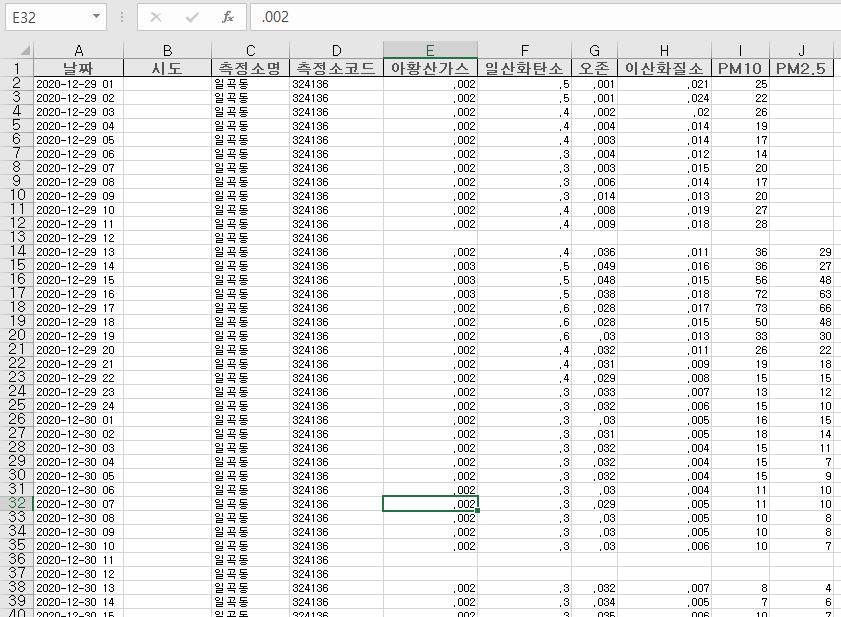 E32 fx .002
A B C D E F G H I J
1 날짜 시도 측정소명 측정소코드 아황산가스 일산화탄소 오존 이산화질소 PM10 PM2.5
2 2020-12-29 01 일곡동 324136 .002 .5 .001 .021 25
3 2020-12-29 02 일곡동 324136 .002 .5 .001 .024 22
4 2020-12-29 03 일곡동 324136 .002 .4 .002 .02 26
5 2020-12-29 04 일곡동 324136 .002 .4 .004 .014 19
6 2020-12-29 05 일곡동 324136 .002 .4 .003 .014 17
7 2020-12-29 06 일곡동 324136 .002 .3 .004 .012 14
8 2020-12-29 07 일곡동 324136 .002 .3 .003 .015 20
9 2020-12-29 08 일곡동 324136 .002 .3 .006 .014 17
10 2020-12-29 09 일곡동 324136 .002 .3 .014 .013 20
11 2020-12-29 10 일곡동 324136 .002 .4 .008 .019 27
12 2020-12-29 11 일곡동 324136 .002 .4 .009 .018 28
13 2020-12-29 12 일곡동 324136
14 2020-12-29 13 일곡동 324136 .002 .4 .036 .011 36 29
15 2020-12-29 14 일곡동 324136 .003 .5 .049 .016 36 27
16 2020-12-29 15 일곡동 324136 .003 .5 .048 .015 56 48
17 2020-12-29 16 일곡동 324136 .003 .5 .038 .018 72 63
18 2020-12-29 17 일곡동 324136 .002 .6 .028 .017 73 66
19 2020-12-29 18 일곡동 324136 .002 .6 .028 .015 50 48
20 2020-12-29 19 일곡동 324136 .002 .6 .03 .013 33 30
21 2020-12-29 20 일곡동 324136 .002 .4 .032 .011 26 22
22 2020-12-29 21 일곡동 324136 .002 .4 .031 .009 19 18
23 2020-12-29 22 일곡동 324136 .002 .4 .029 .008 15 15
24 2020-12-29 23 일곡동 324136 .002 .3 .033 .007 13 12
25 2020-12-29 24 일곡동 324136 .002 .3 .032 .006 15 10
26 2020-12-30 01 일곡동 324136 .002 .3 .03 .005 16 15
27 2020-12-30 02 일곡동 324136 .002 .3 .031 .005 18 14
28 2020-12-30 03 일곡동 324136 .002 .3 .032 .004 15 11
29 2020-12-30 04 일곡동 324136 .002 .3 .032 .004 15 7
30 2020-12-30 05 일곡동 324136 .002 .3 .032 .004 15 9
31 2020-12-30 06 일곡동 324136 .002 .3 .03 .004 11 10
32 2020-12-30 07 일곡동 324136 .002 .3 .029 .005 11 10
33 2020-12-30 08 일곡동 324136 .002 .3 .03 .005 10 8
34 2020-12-30 09 일곡동 324136 .002 .3 .03 .005 10 8
35 2020-12-30 10 일곡동 324136 .002 .3 .03 .006 10 7
36 2020-12-30 11 일곡동 324136
37 2020-12-30 12 일곡동 324136
38 2020-12-30 13 일곡동 324136 .002 .3 .032 .007 8 4
39 2020-12-30 14 일곡동 324136 .002 .3 .034 .005 7 6
40 2020-12-30 15 일곡동 324136 .002 .3 .035 .006 10 7